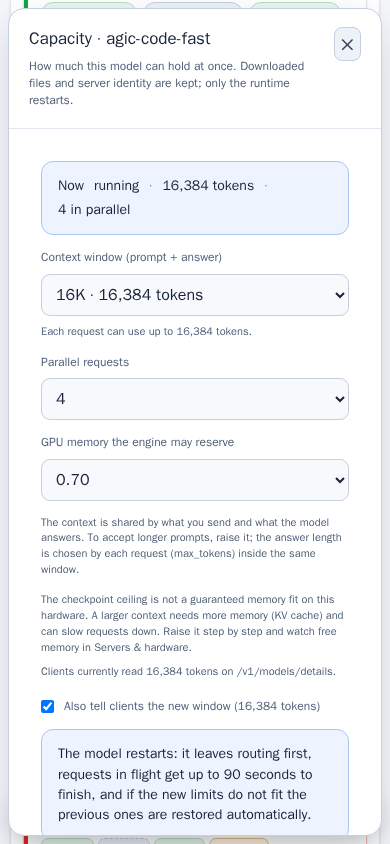 Capacity · agic-code-fast
How much this model can hold at once. Downloaded
files and server identity are kept; only the runtime
restarts.
Now running · 16,384 tokens ·
4 in parallel
Context window (prompt + answer)
16K · 16,384 tokens
Each request can use up to 16,384 tokens.
Parallel requests
4
GPU memory the engine may reserve
0.70
The context is shared by what you send and what the model
answers. To accept longer prompts, raise it; the answer length
is chosen by each request (max_tokens) inside the same
window.
The checkpoint ceiling is not a guaranteed memory fit on this
hardware. A larger context needs more memory (KV cache) and
can slow requests down. Raise it step by step and watch free
memory in Servers & hardware.
Clients currently read 16,384 tokens on /v1/models/details.
Also tell clients the new window (16,384 tokens)
The model restarts: it leaves routing first,
requests in flight get up to 90 seconds to
finish, and if the new limits do not fit the
previous ones are restored automatically.